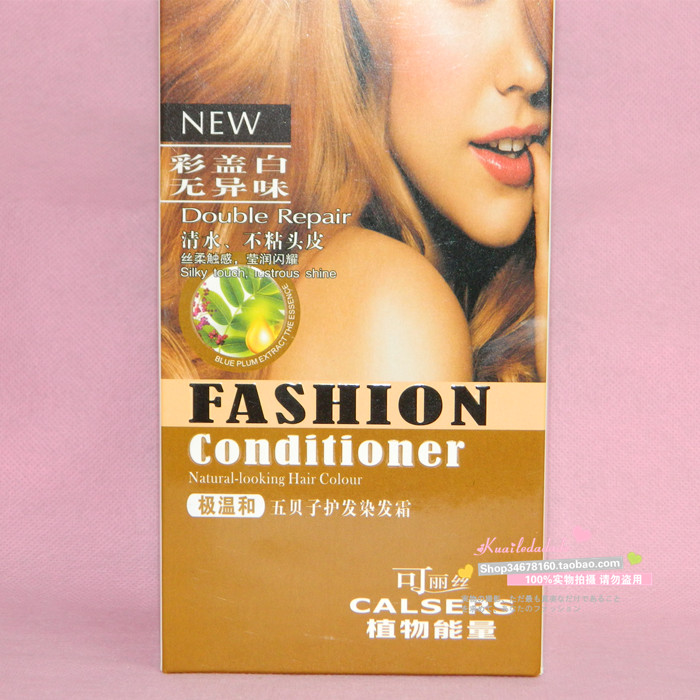 NEW
彩盖白
无异味
Double Repair
清水、不粘头皮
丝柔触感，莹润闪耀
Silky touch, lustrous shine
BLUE PLUM EXTRACT THE ESSENCE
FASHION
Conditioner
Natural-looking Hair Colour
极温和 五贝子护发染发霜
可丽丝
CALSERS
植物能量
Shop34678160.taobao.com
100%实物拍摄 请勿盗用